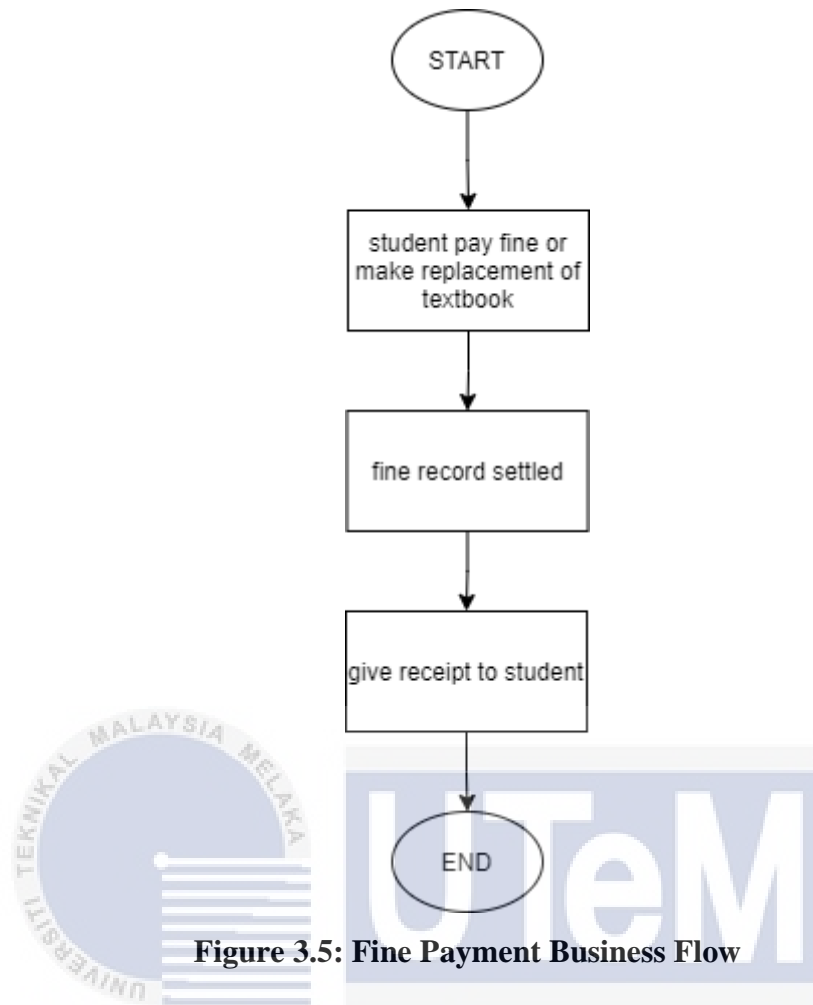 START
student pay fine or
make replacement of
textbook
fine record settled
give receipt to student
END
UNIVERSITI TEKNIKAL MALAYSIA MELAKA
UTeM
Figure 3.5: Fine Payment Business Flow